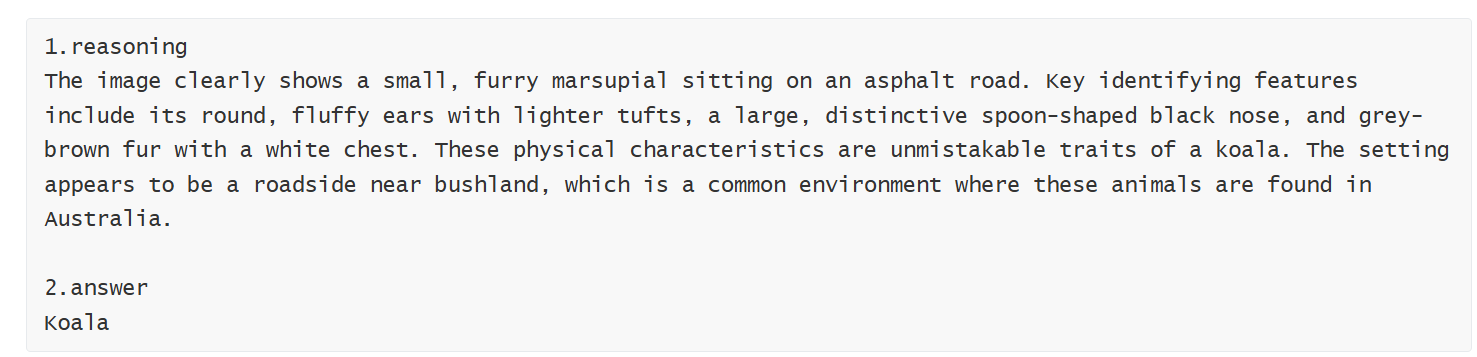 1.reasoning
The image clearly shows a small, furry marsupial sitting on an asphalt road. Key identifying features
include its round, fluffy ears with lighter tufts, a large, distinctive spoon-shaped black nose, and grey-
brown fur with a white chest. These physical characteristics are unmistakable traits of a koala. The setting
appears to be a roadside near bushland, which is a common environment where these animals are found in
Australia.
2.answer
Koala